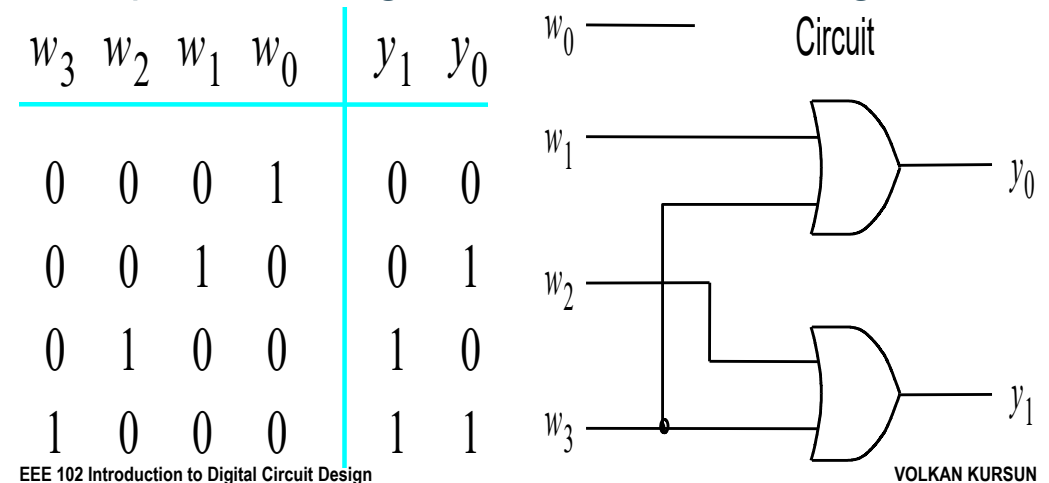 w3 w2 w1 w0 y1 y0
0 0 0 1 0 0
0 0 1 0 0 1
0 1 0 0 1 0
1 0 0 0 1 1
Circuit
w0
w1
w2
w3
y0
y1
EEE 102 Introduction to Digital Circuit Design
VOLKAN KURSUN